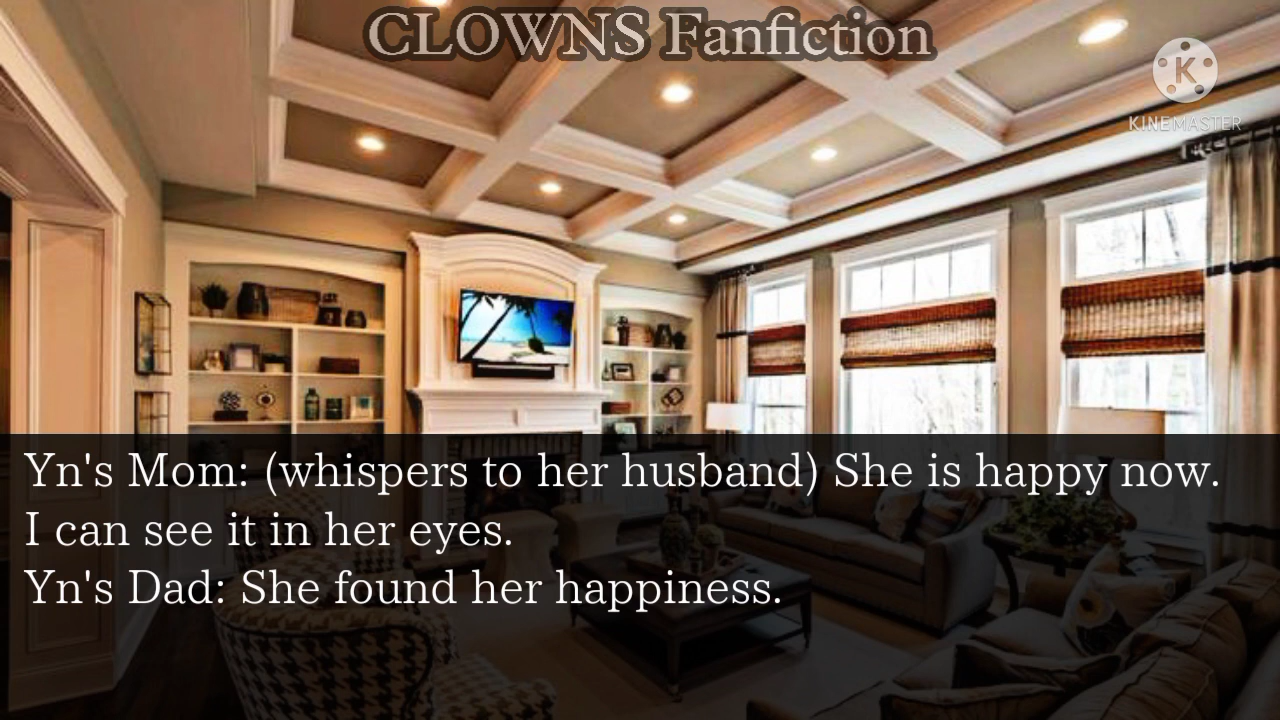 CLOWNS Fanfiction
K
KINEMASTER
Yn's Mom: (whispers to her husband) She is happy now.
I can see it in her eyes.
Yn's Dad: She found her happiness.